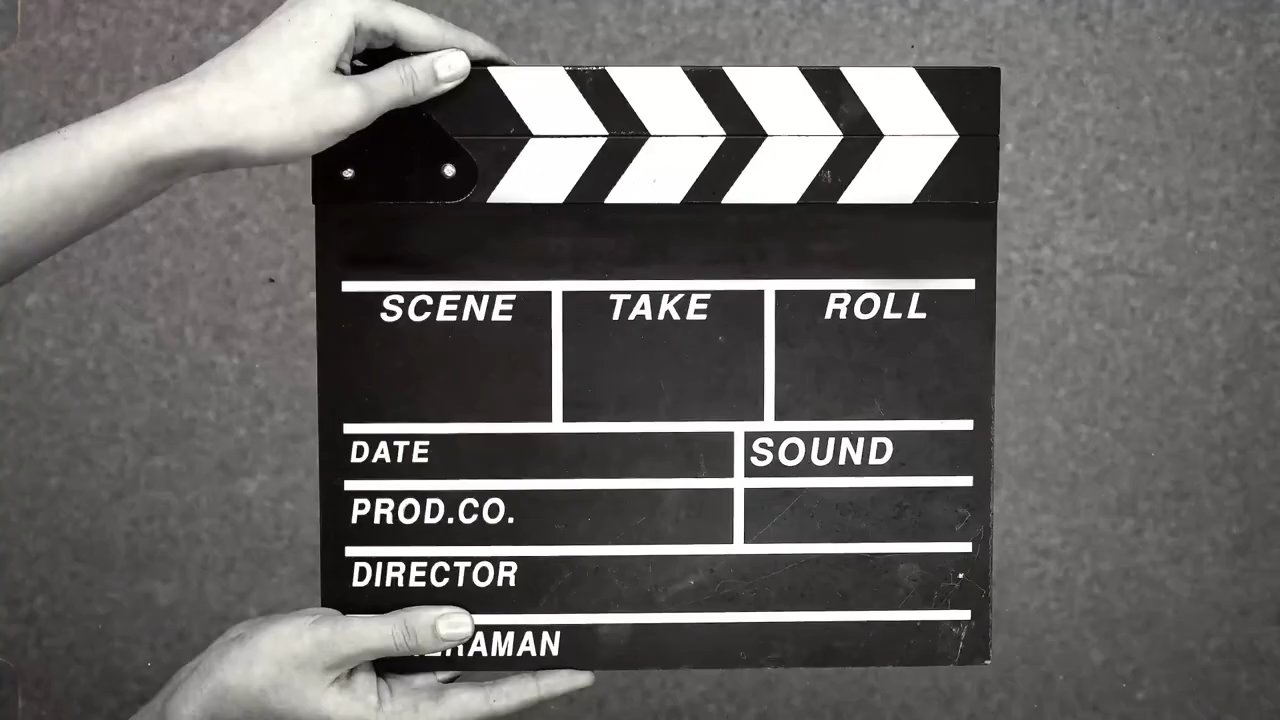 SCENE TAKE ROLL
DATE SOUND
PROD.CO.
DIRECTOR